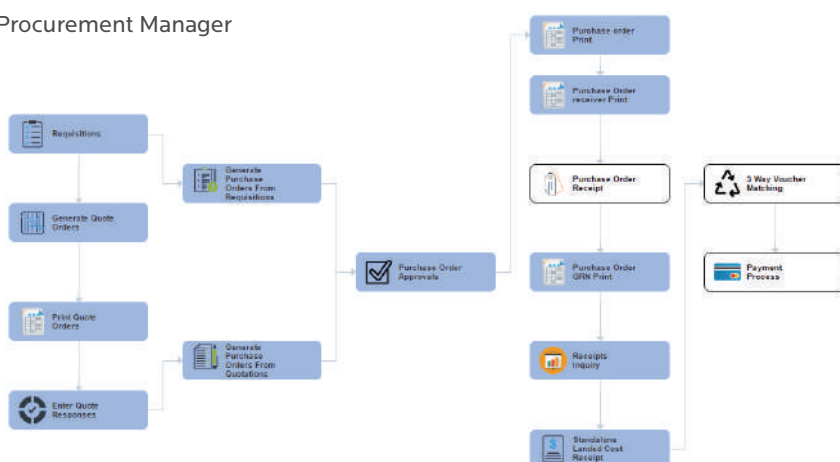 Procurement Manager
Requisitions
Generate Quote
Orders
Print Quote
Orders
Enter Quote
Responses
Generate
Purchase
Orders From
Requisitions
Generate
Purchase
Orders From
Quotations
Purchase Order
Approvals
Purchase order
Print
Purchase Order
receiver Print
Purchase Order
Receipt
Purchase Order
GRN Print
Receipts
Inquiry
Standalone
Landed Cost
Receipt
3 Way Voucher
Matching
Payment
Process